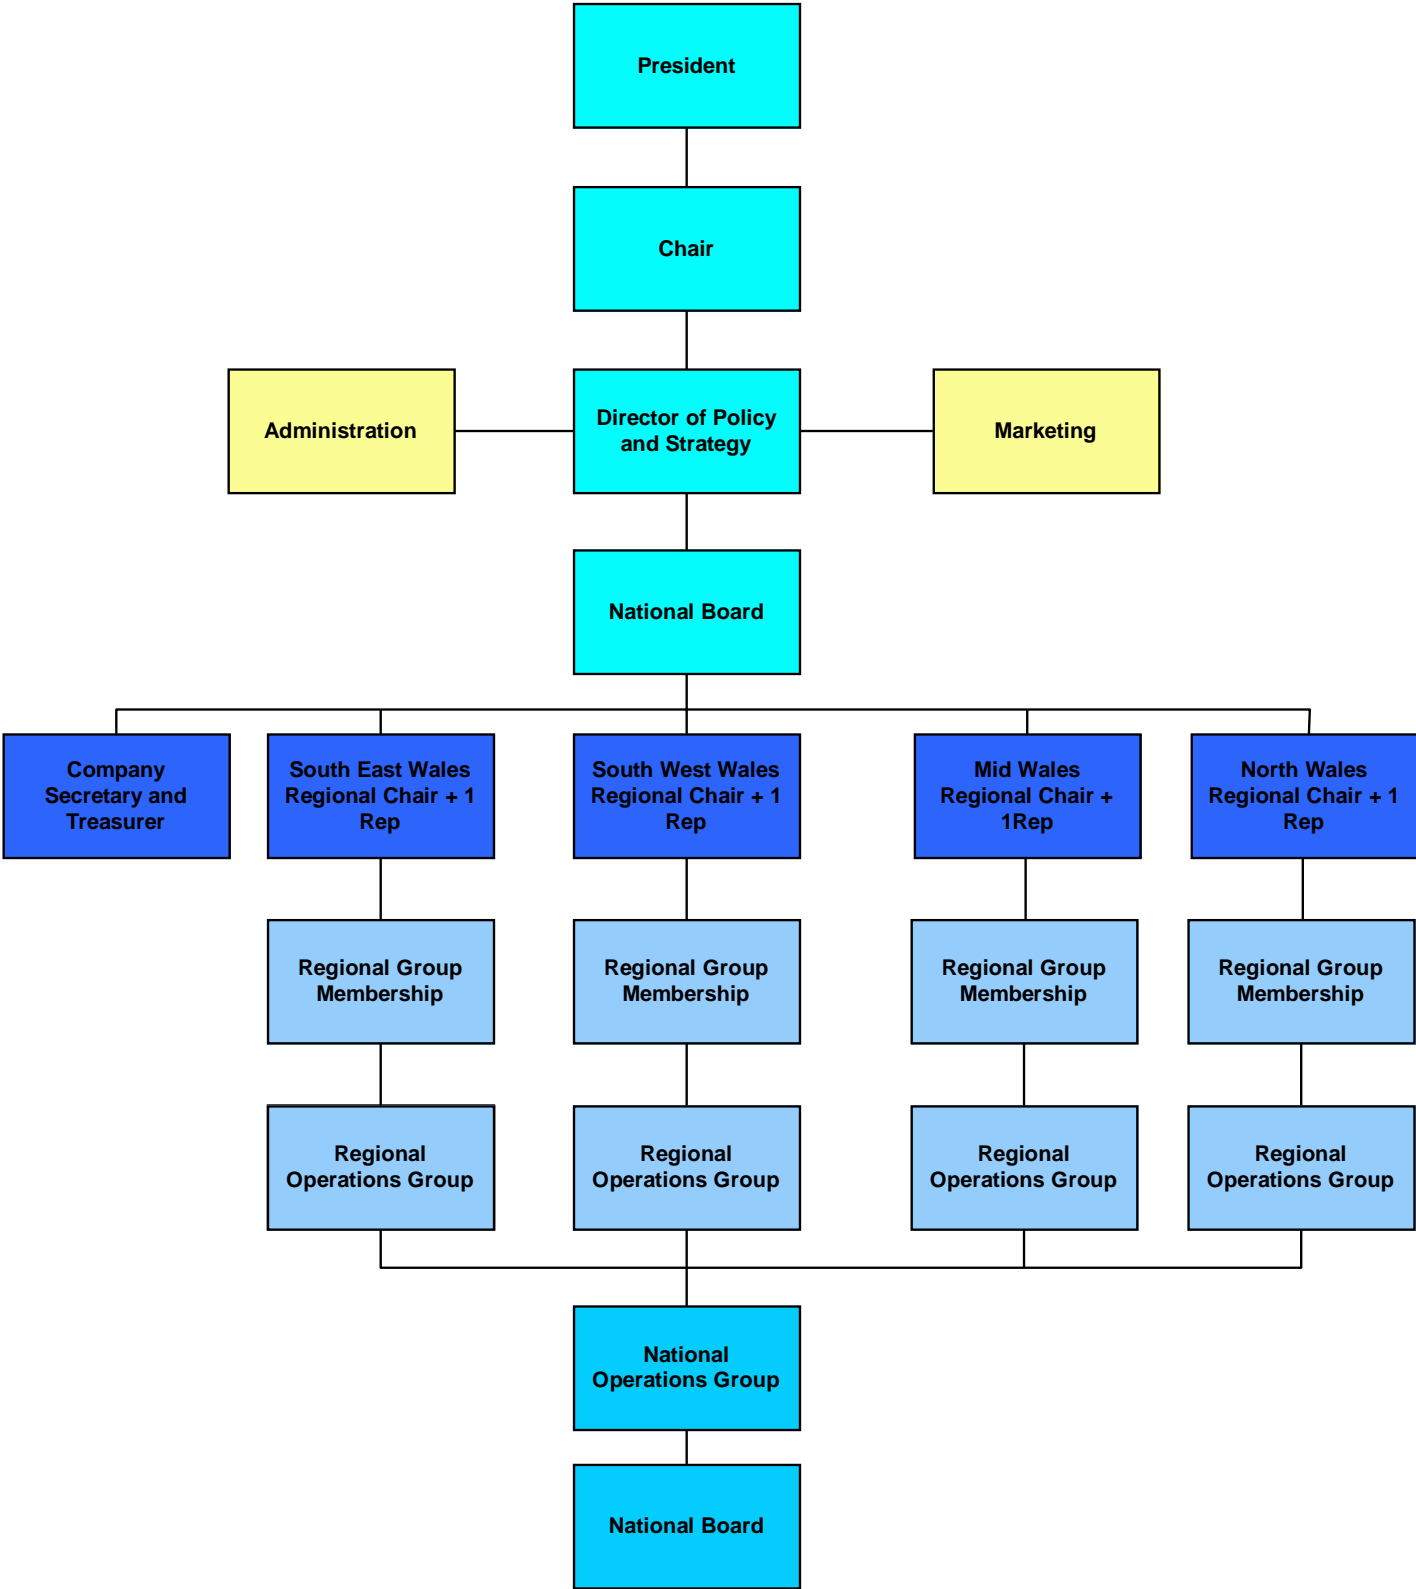 President
Chair
Administration
Director of Policy
and Strategy
Marketing
National Board
Company
Secretary and
Treasurer
South East Wales
Regional Chair + 1
Rep
South West Wales
Regional Chair + 1
Rep
Mid Wales
Regional Chair +
1Rep
North Wales
Regional Chair + 1
Rep
Regional Group
Membership
Regional Group
Membership
Regional Group
Membership
Regional Group
Membership
Regional
Operations Group
Regional
Operations Group
Regional
Operations Group
Regional
Operations Group
National
Operations Group
National Board